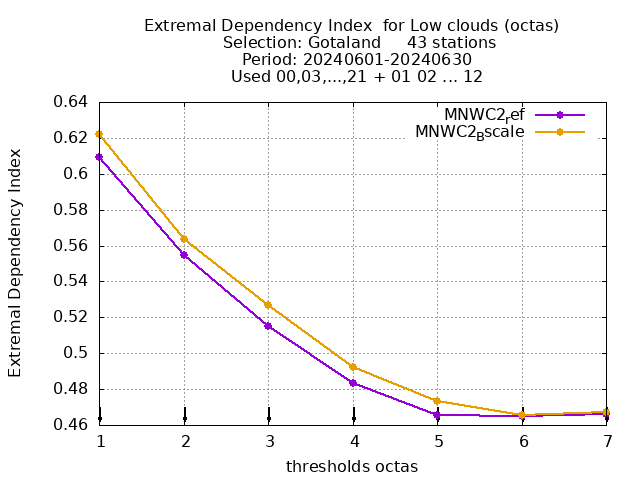 Extremal Dependency Index  for Low clouds (octas)
Selection: Gotaland     43 stations
Period: 20240601-20240630
Used 00,03,...,21 + 01 02 ... 12
MNWC2_ref
MNWC2_Bscale
0.64
0.62
0.6
0.58
0.56
0.54
0.52
0.5
0.48
0.46
Extremal Dependency Index
1 2 3 4 5 6 7
thresholds octas